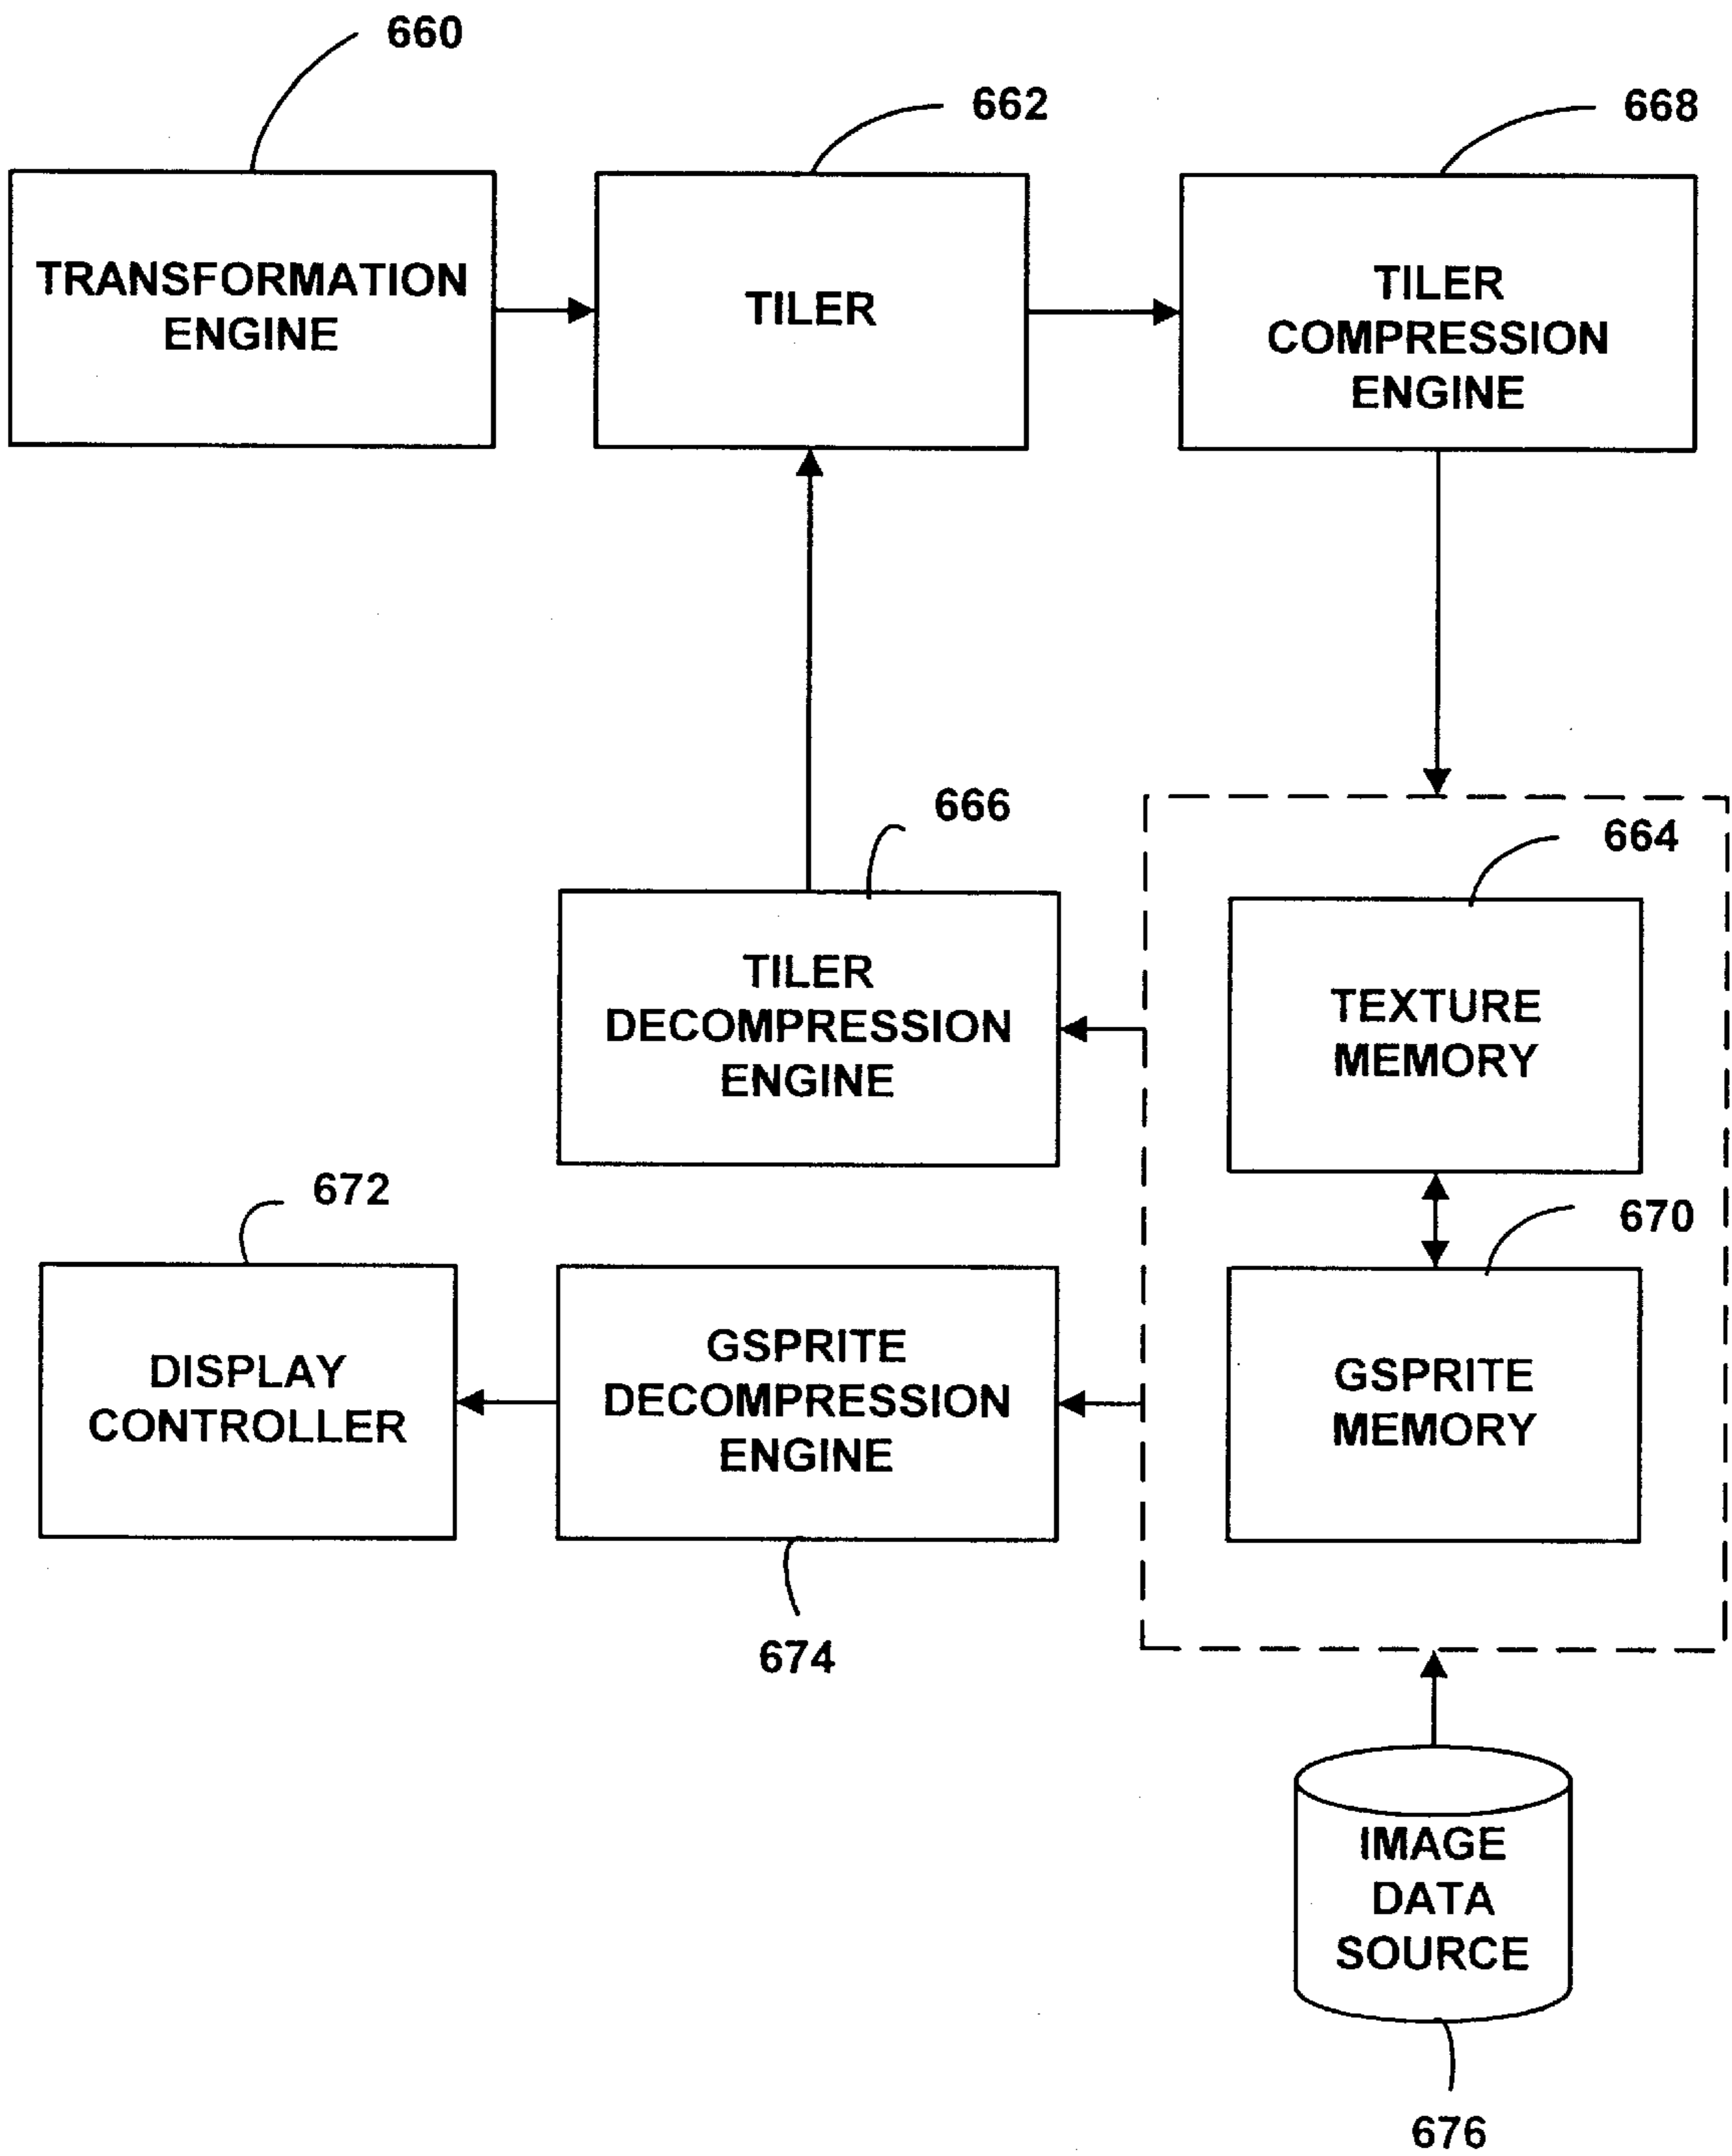 660
662
668
TRANSFORMATION
ENGINE
TILER
TILER
COMPRESSION
ENGINE
666
664
TILER
DECOMPRESSION
ENGINE
TEXTURE
MEMORY
672
670
DISPLAY
CONTROLLER
GSPRITE
DECOMPRESSION
ENGINE
GSPRITE
MEMORY
674
IMAGE
DATA
SOURCE
676